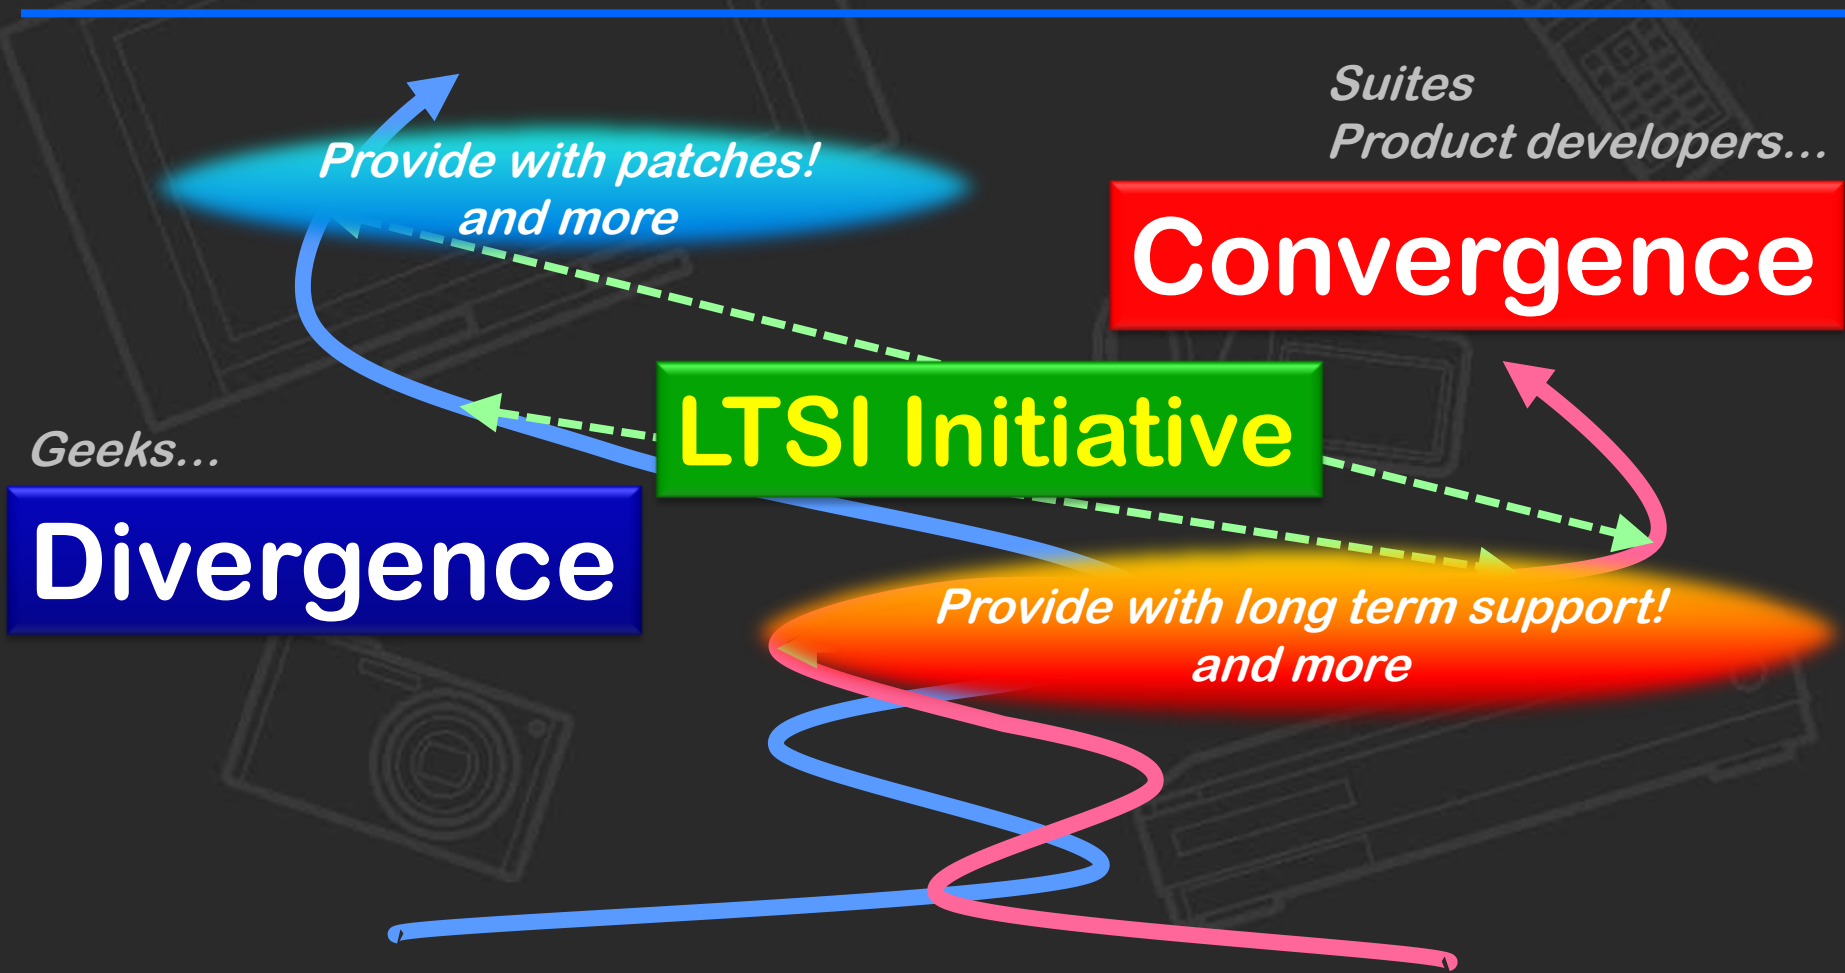 Suites
Product developers...
Provide with patches!
and more
Convergence
LTSI Initiative
Geeks...
Divergence
Provide with long term support!
and more